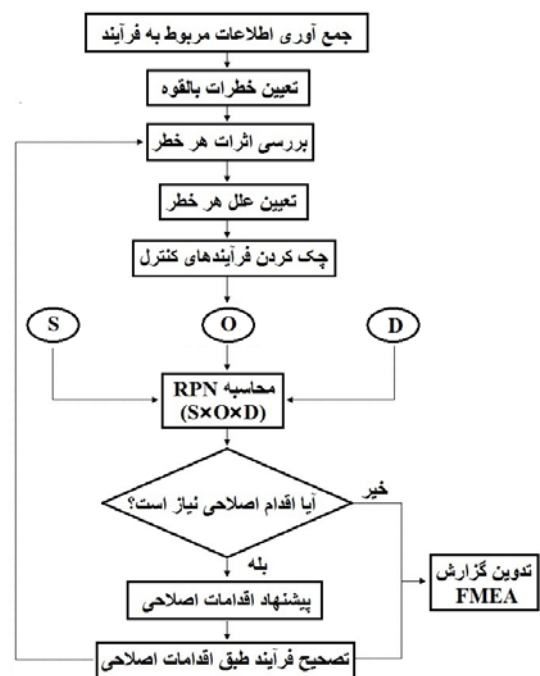 جمع آوری اطلاعات مربوط به فرآیند
تعیین خطرات بالقوه
بررسی اثرات هر خطر
تعیین علل هر خطر
چک کردن فرآیندهای کنترل
S
O
D
محاسبه RPN
(S×O×D)
آیا اقدام اصلاحی نیاز است؟
خیر
بله
پیشنهاد اقدامات اصلاحی
تدوین گزارش
FMEA
تصحیح فرآیند طبق اقدامات اصلاحی